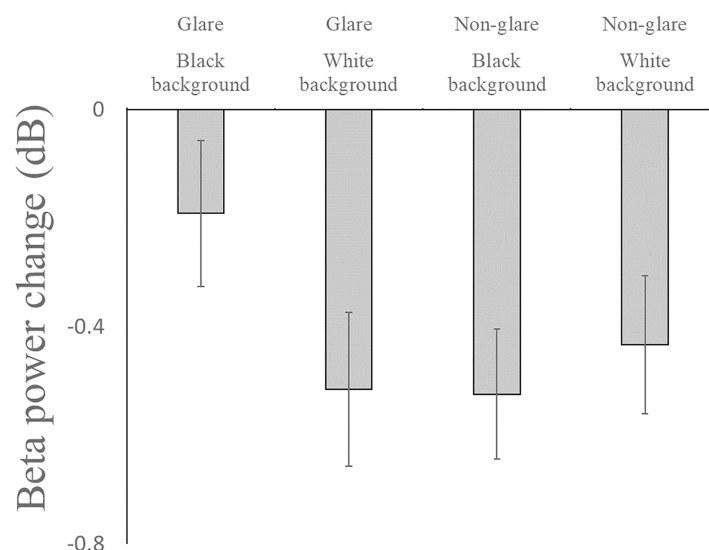 Glare Glare Non-glare Non-glare
Black White Black White
background background background background
0
-0.4
-0.8
Beta power change (dB)